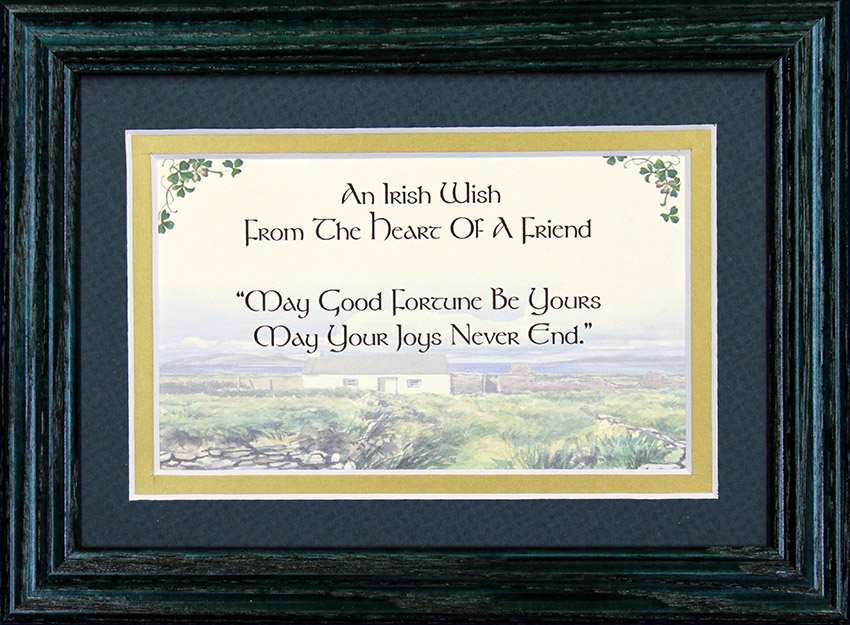 An Irish Wish
From The Heart Of A Friend
"May Good Fortune Be Yours
May Your Joys Never End."